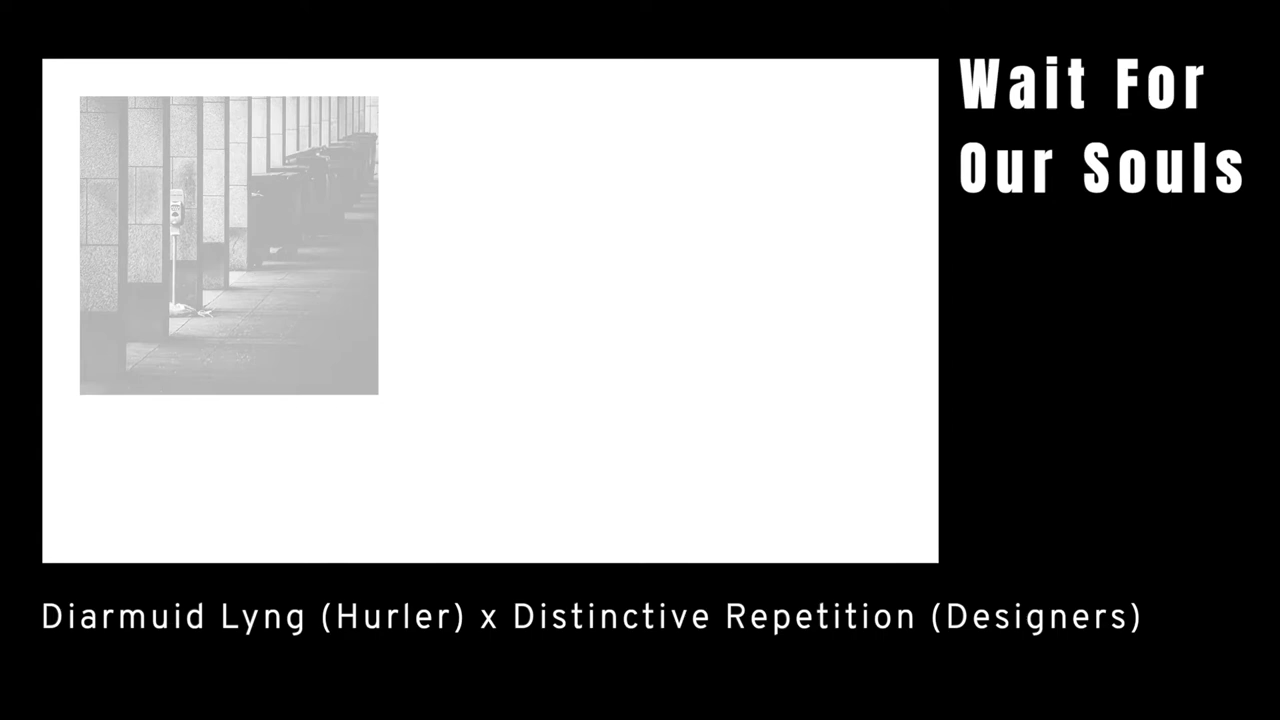 Wait For
Our Souls
Diarmuid Lyng (Hurler) x Distinctive Repetition (Designers)